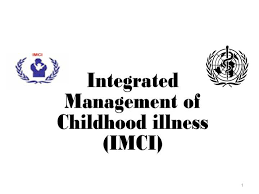 IMCI
Integrated
Management of
Childhood illness
(IMCI)
1